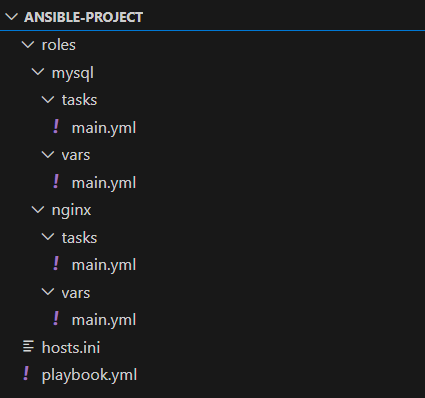 ANSIBLE-PROJECT
roles
mysql
tasks
! main.yml
vars
! main.yml
nginx
tasks
! main.yml
vars
! main.yml
hosts.ini
! playbook.yml